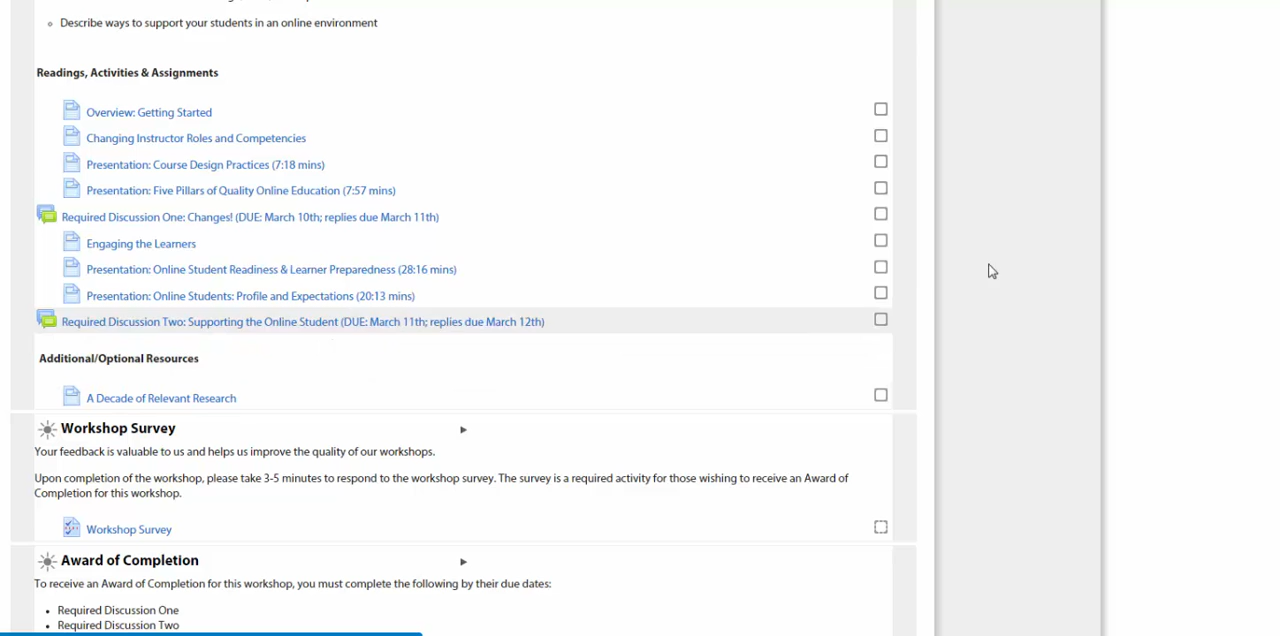 Describe ways to support your students in an online environment
Readings, Activities & Assignments
Overview: Getting Started
Changing Instructor Roles and Competencies
Presentation: Course Design Practices (7:18 mins)
Presentation: Five Pillars of Quality Online Education (7:57 mins)
Required Discussion One: Changes! (DUE: March 10th; replies due March 11th)
Engaging the Learners
Presentation: Online Student Readiness & Learner Preparedness (28:16 mins)
Presentation: Online Students: Profile and Expectations (20:13 mins)
Required Discussion Two: Supporting the Online Student (DUE: March 11th; replies due March 12th)
Additional/Optional Resources
A Decade of Relevant Research
Workshop Survey
Your feedback is valuable to us and helps us improve the quality of our workshops.
Upon completion of the workshop, please take 3-5 minutes to respond to the workshop survey. The survey is a required activity for those wishing to receive an Award of
Completion for this workshop.
Workshop Survey
Award of Completion
To receive an Award of Completion for this workshop, you must complete the following by their due dates:
Required Discussion One
Required Discussion Two